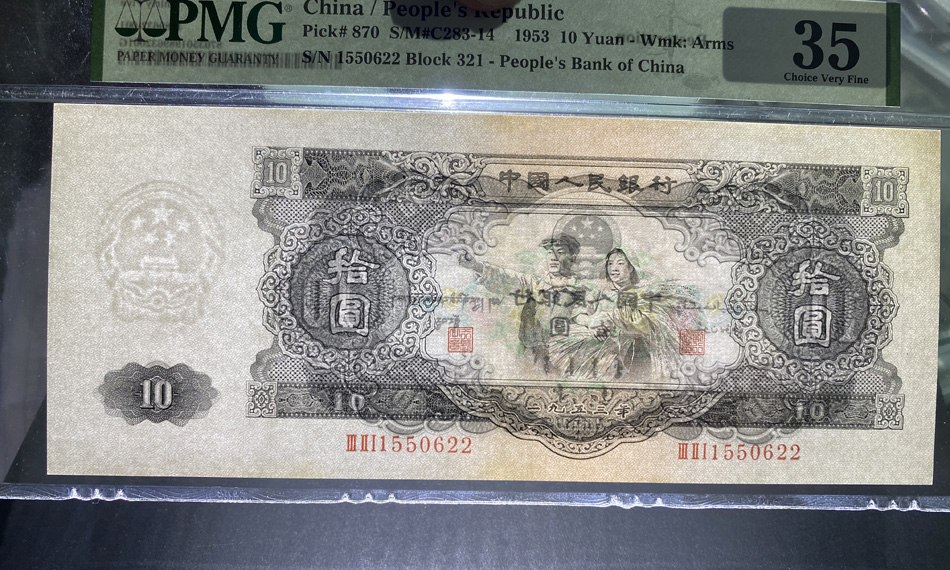 PMG
PAPER MONEY GUARANTY
China / People's Republic
Pick# 870 S/M#C283-14 1953 10 Yuan - Wmk: Arms
S/N 1550622 Block 321 - People's Bank of China
35
Choice Very Fine
10
中國人民銀行
10
拾圓
拾圓
10
10
一九五三年
10
ⅢⅡⅠ1550622
ⅢⅡⅠ1550622